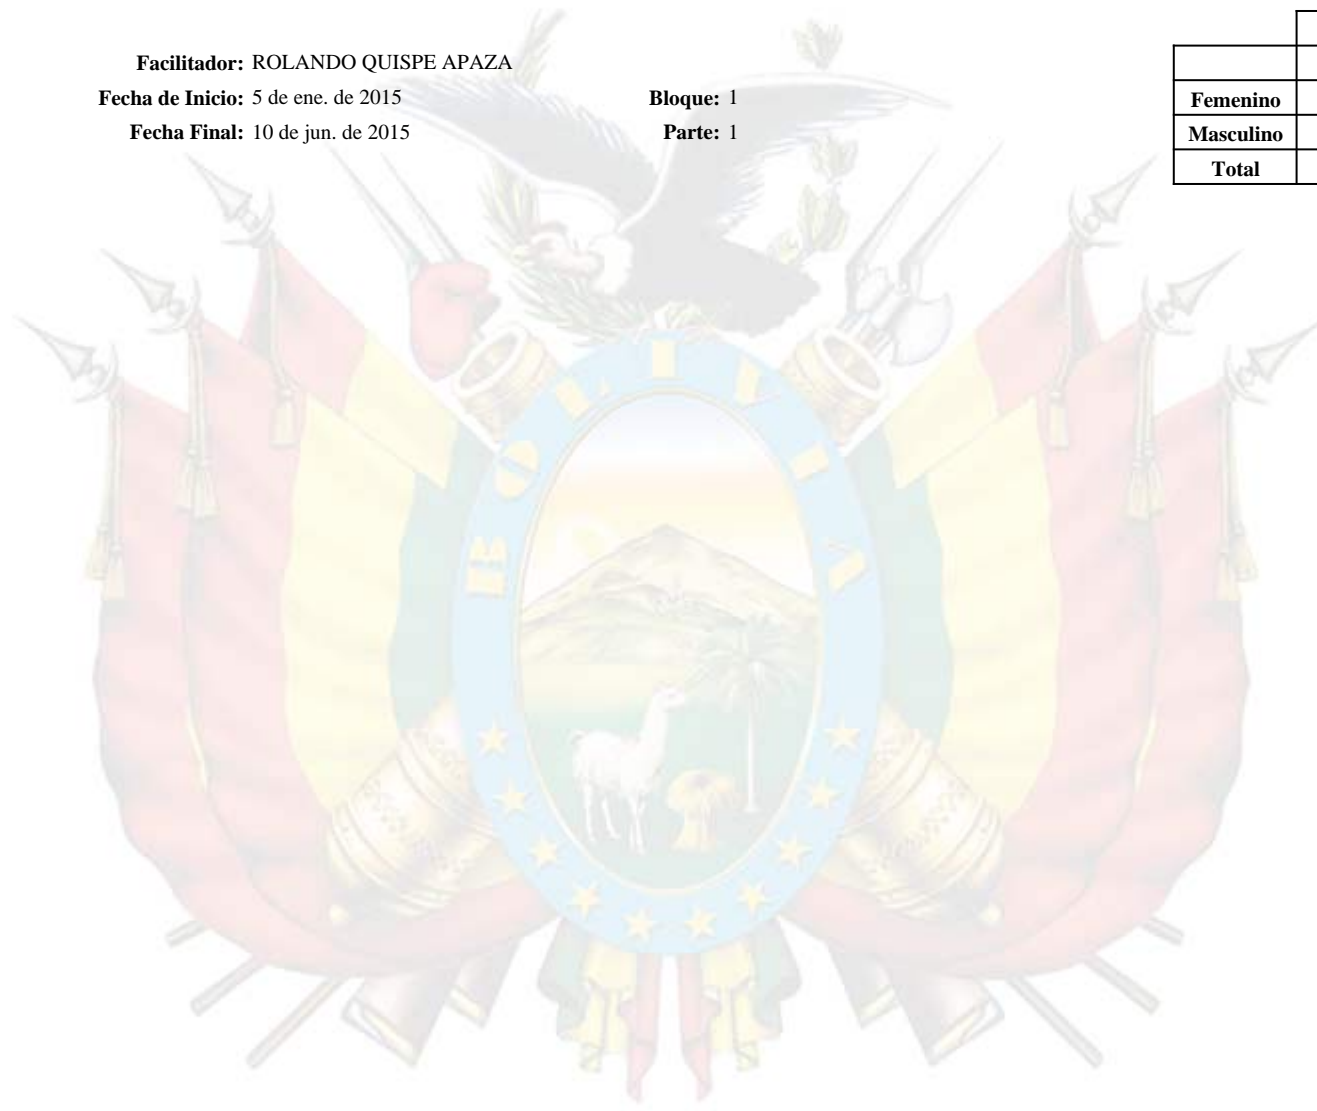 Facilitador: ROLANDO QUISPE APAZA
Fecha de Inicio: 5 de ene. de 2015
Bloque: 1
Fecha Final: 10 de jun. de 2015
Parte: 1
Femenino
Masculino
Total
BOLIVIA